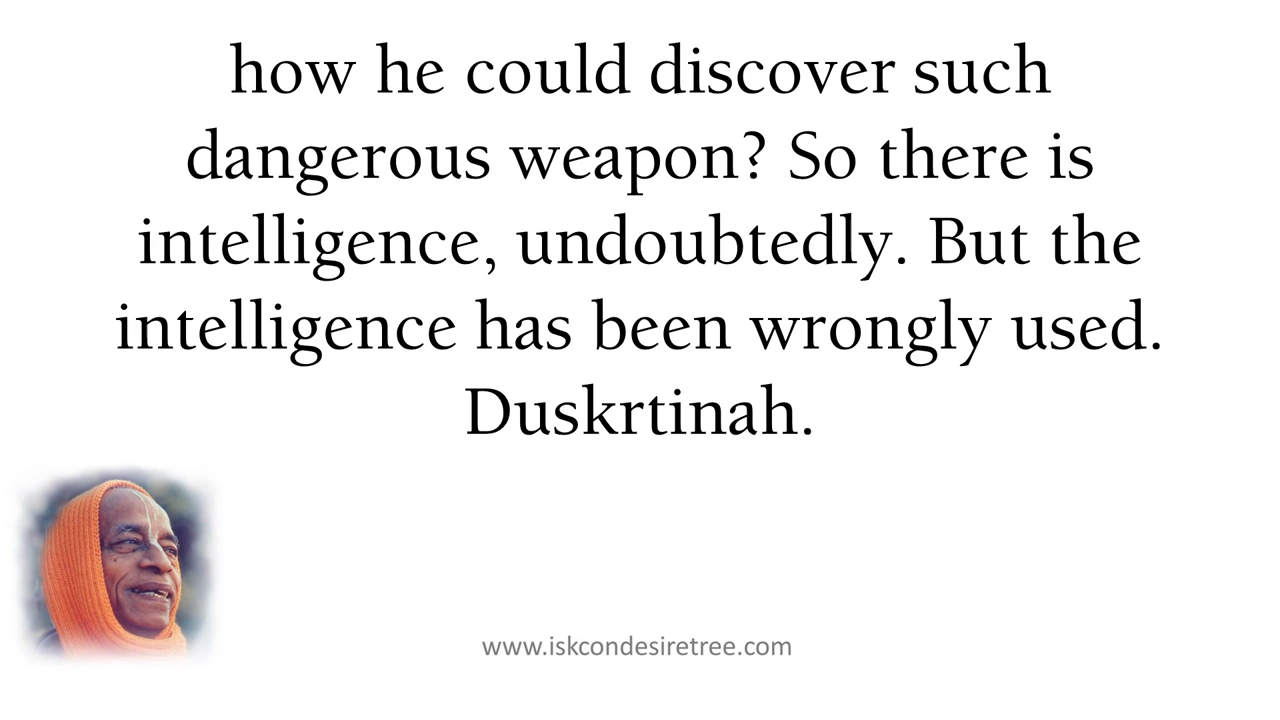 how he could discover such
dangerous weapon? So there is
intelligence, undoubtedly. But the
intelligence has been wrongly used.
Duskrtinah.
www.iskcondesiretree.com